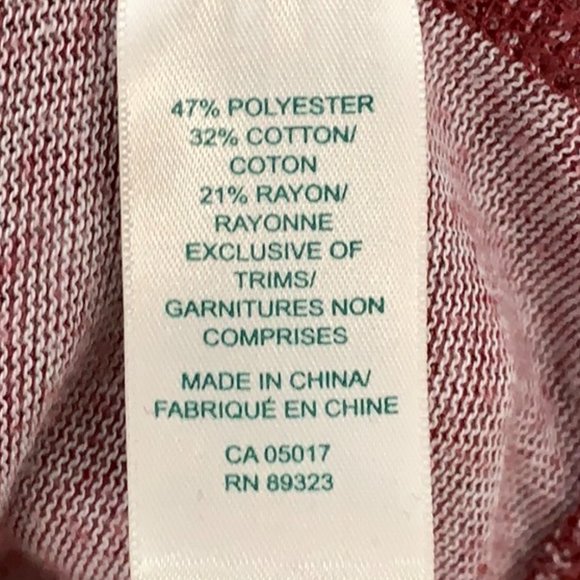 47% POLYESTER
32% COTTON/
COTON
21% RAYON/
RAYONNE
EXCLUSIVE OF
TRIMS/
GARNITURES NON
COMPRISES
MADE IN CHINA/
FABRIQUÉ EN CHINE
CA 05017
RN 89323